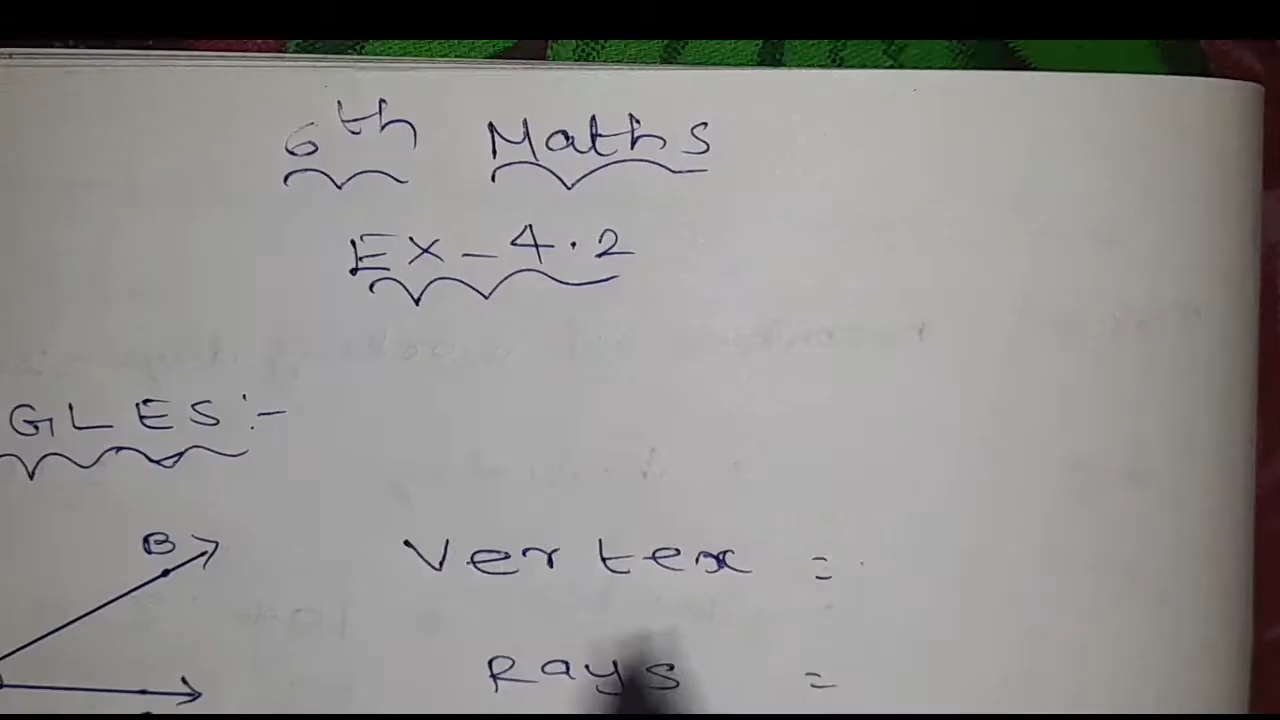 6th Maths
EX - 4.2
GLES:-
B
Vertex =
Rays =